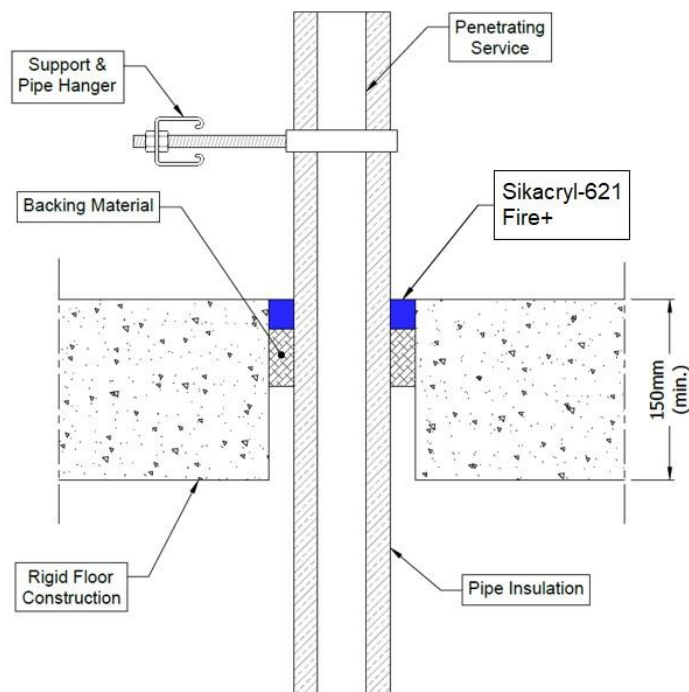 Penetrating
Service
Support &
Pipe Hanger
Sikacryl-621
Fire+
Backing Material
150mm
(min.)
Rigid Floor
Construction
Pipe Insulation